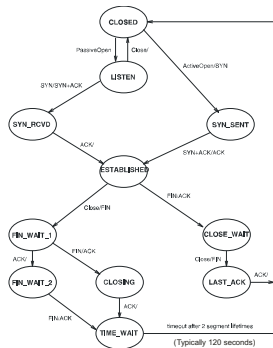 CLOSED
PassiveOpen
Close/
LISTEN
ActiveOpen/SYN
SYN/SYN+ACK
SYN_RCVD
SYN_SENT
ACK/
SYN+ACK/ACK
ESTABLISHED
Close/FIN
FIN/ACK
FIN_WAIT_1
CLOSE_WAIT
FIN/ACK
Close/FIN
ACK/
FIN_WAIT_2
CLOSING
LAST_ACK
ACK/
FIN/ACK
ACK/
timeout after 2 segment lifetimes
TIME_WAIT
(Typically 120 seconds)